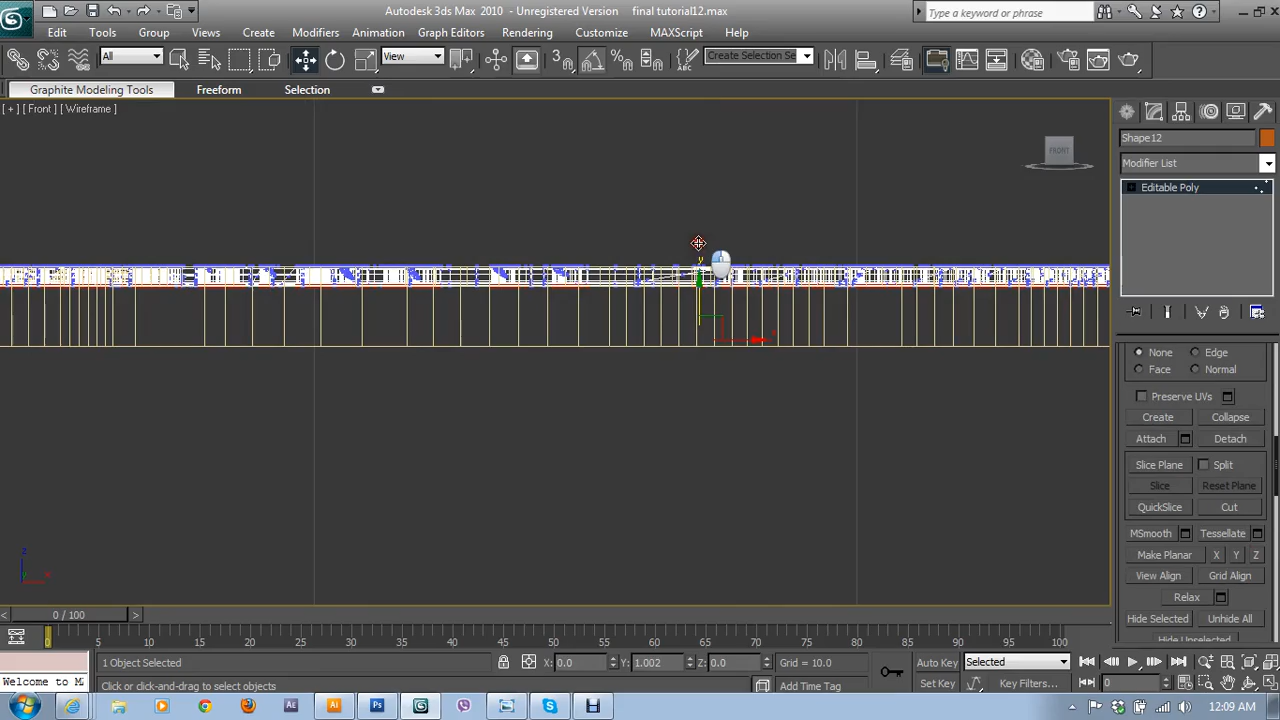 Autodesk 3ds Max 2010 - Unregistered Version final tutorial12.max
Type a keyword or phrase
Edit Tools Group Views Create Modifiers Animation Graph Editors Rendering Customize MAXScript Help
All View Create Selection Se
Graphite Modeling Tools Freeform Selection
[ + ] [ Front ] [ Wireframe ]
FRONT
Shape12
Modifier List
Editable Poly
None Edge
Face Normal
Preserve UVs
Create Collapse
Attach Detach
Slice Plane Split
Slice Reset Plane
QuickSlice Cut
MSmooth Tessellate
Make Planar X Y Z
View Align Grid Align
Relax
Hide Selected Unhide All
Hide Unselected
z
x
y
0 / 100
0 5 10 15 20 25 30 35 40 45 50 55 60 65 70 75 80 85 90 95 100
1 Object Selected X: 0.0 Y: 1.002 Z: 0.0 Grid = 10.0 Auto Key Selected
Welcome to M
Click or click-and-drag to select objects Add Time Tag Set Key Key Filters... 0
12:09 AM